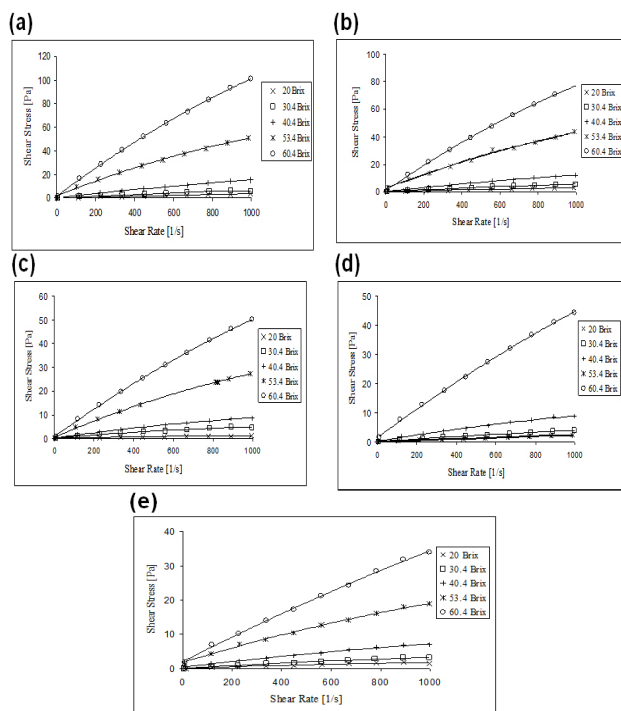 (a)
120
100
80
60
40
20
0
Shear Stress [Pa]
0 200 400 600 800 1000
Shear Rate [1/s]
20 Brix
30.4 Brix
40.4 Brix
53.4 Brix
60.4 Brix
(b)
100
80
60
40
20
0
Shear Stress [Pa]
0 200 400 600 800 1000
Shear Rate [1/s]
20 Brix
30.4 Brix
40.4 Brix
53.4 Brix
60.4 Brix
(c)
60
50
40
30
20
10
0
Shear Stress [Pa]
0 200 400 600 800 1000
Shear Rate [1/s]
20 Brix
30.4 Brix
40.4 Brix
53.4 Brix
60.4 Brix
(d)
50
40
30
20
10
0
Shear Stress [Pa]
0 200 400 600 800 1000
Shear Rate [1/s]
20 Brix
30.4 Brix
40.4 Brix
53.4 Brix
60.4 Brix
(e)
40
30
20
10
0
Shear Stress [Pa]
0 200 400 600 800 1000
Shear Rate [1/s]
20 Brix
30.4 Brix
40.4 Brix
53.4 Brix
60.4 Brix